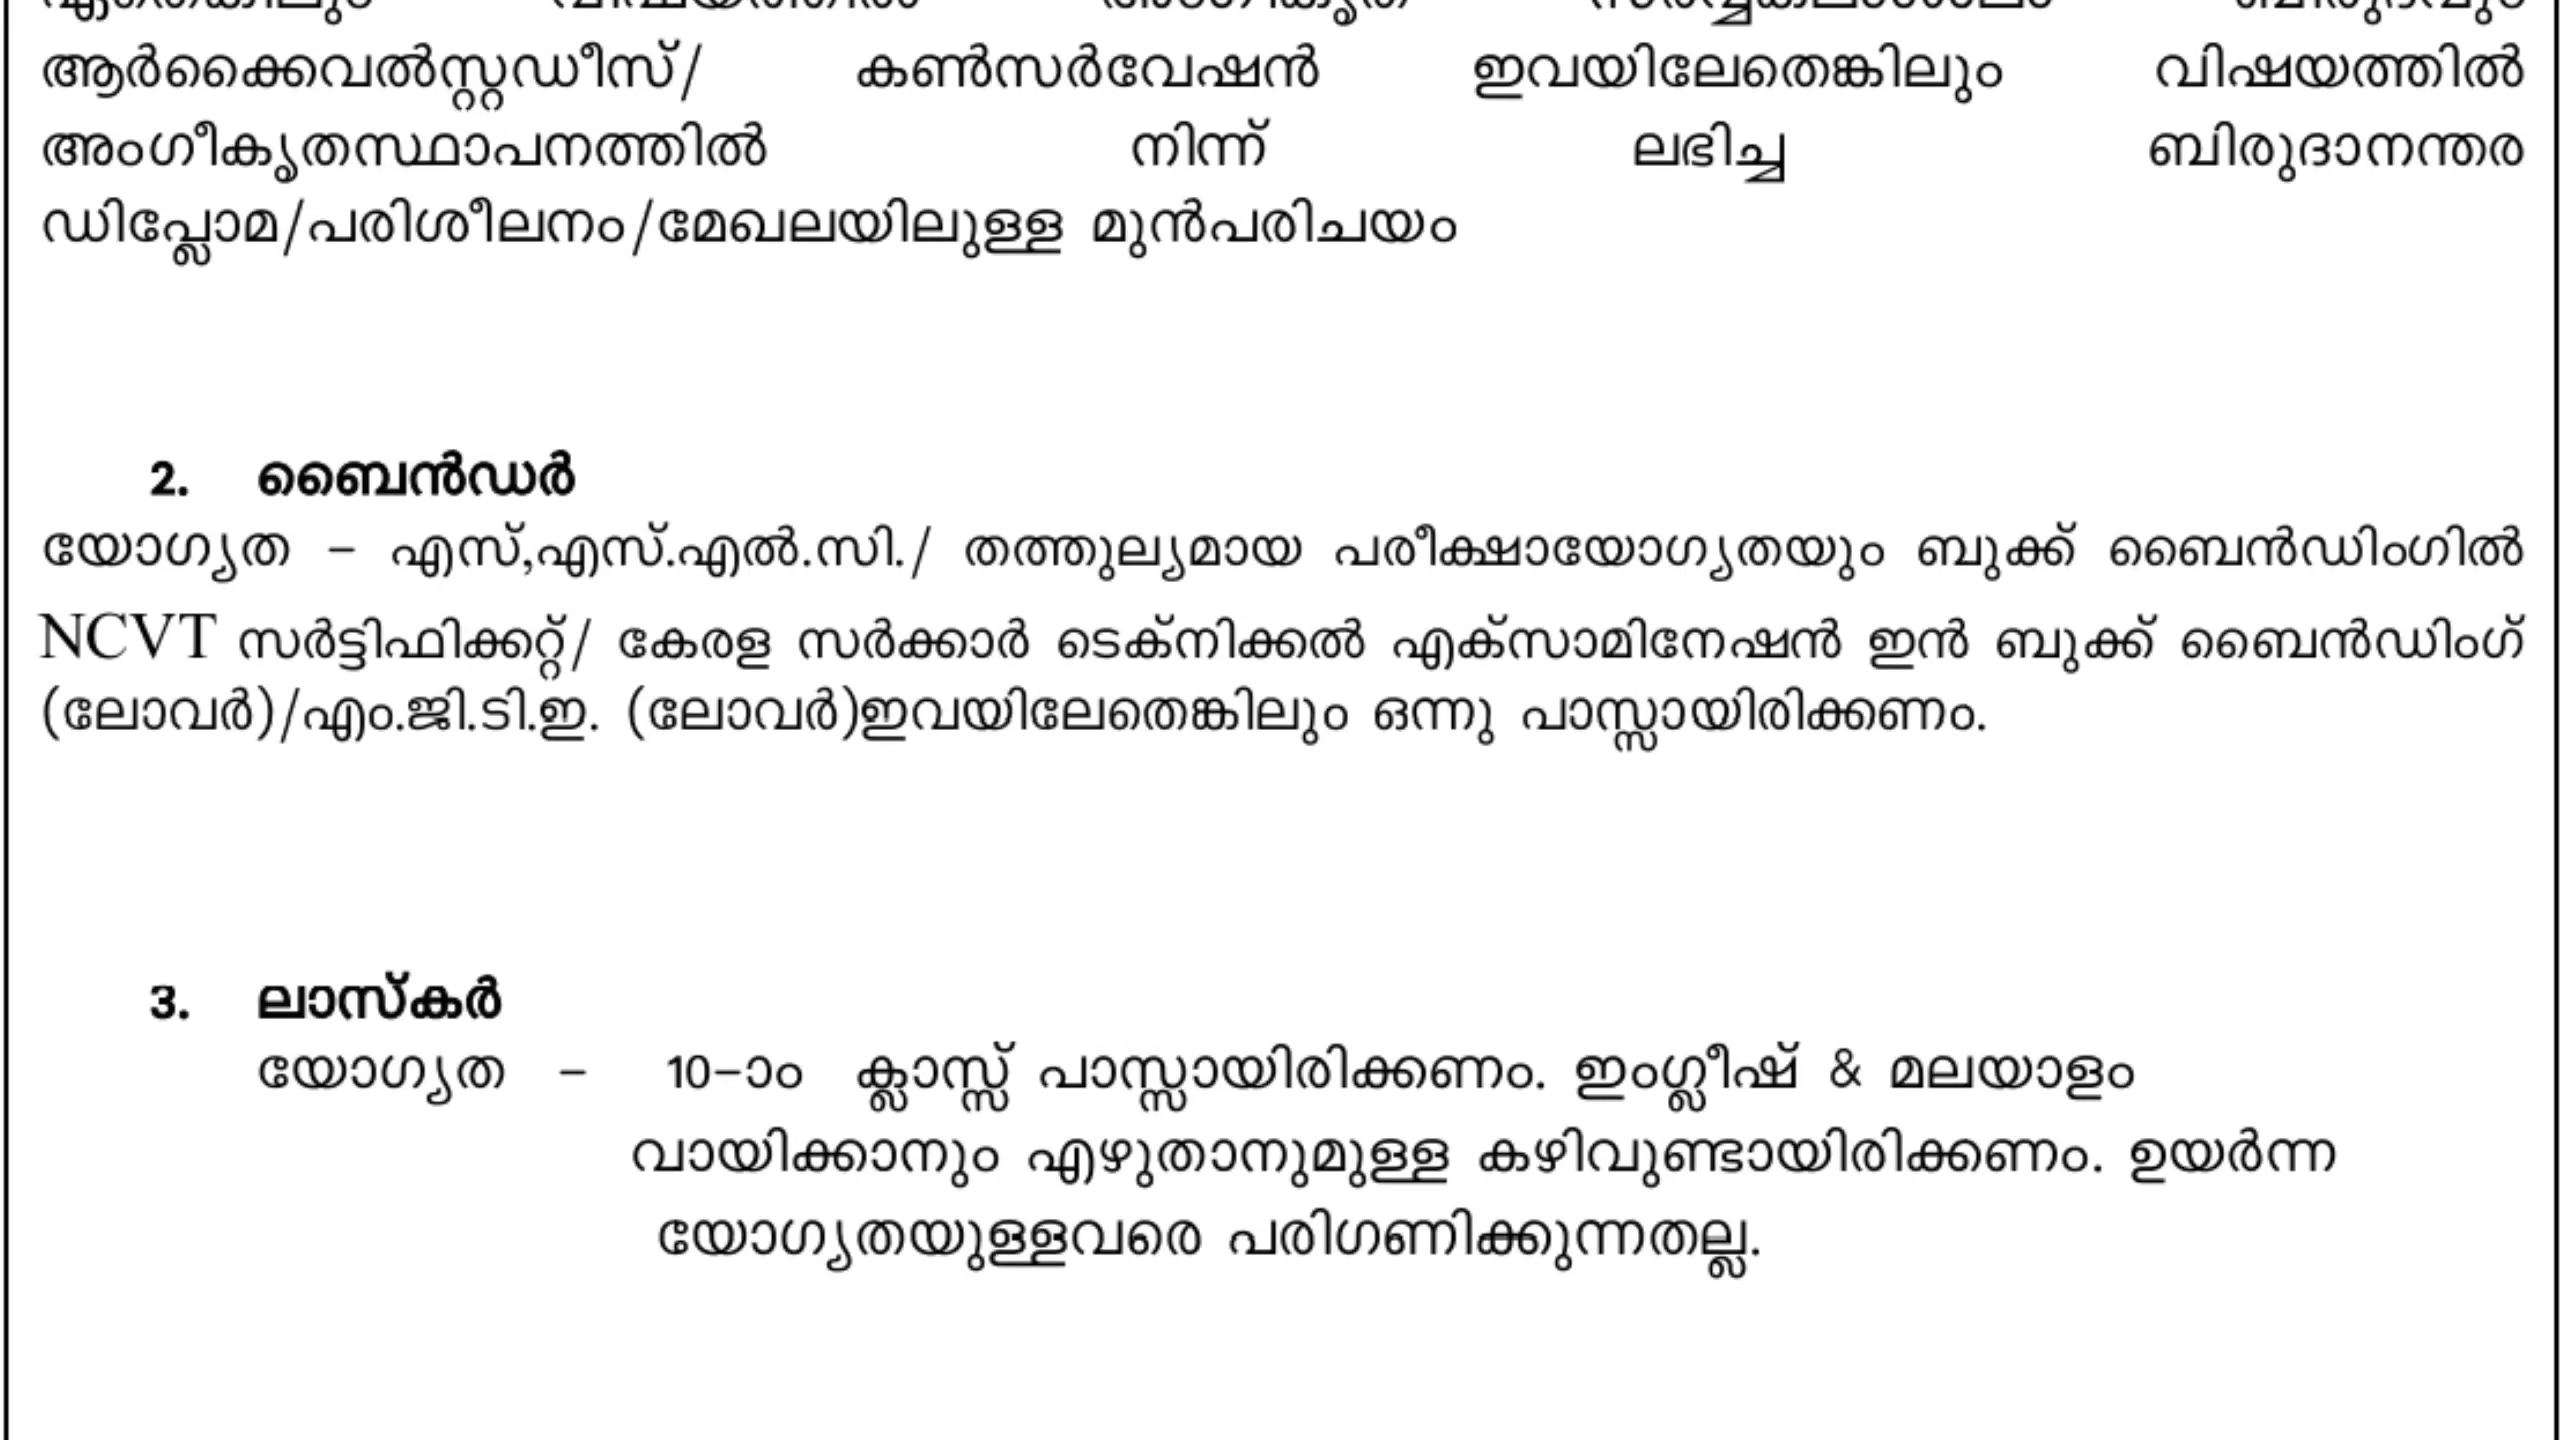 ഏതെങ്കിലും വിഷയത്തിൽ അംഗീകൃത ബിരുദവും
ആർക്കൈവൽസ്റ്റഡീസ്/ കൺസർവേഷൻ ഇവയിലേതെങ്കിലും വിഷയത്തിൽ
അംഗീകൃതസ്ഥാപനത്തിൽ നിന്ന് ലഭിച്ച ബിരുദാനന്തര
ഡിപ്ലോമ/പരിശീലനം/മേഖലയിലുള്ള മുൻപരിചയം
2. ബൈൻഡർ
യോഗ്യത – എസ്,എസ്.എൽ.സി./ തത്തുല്യമായ പരീക്ഷായോഗ്യതയും ബുക്ക് ബൈൻഡിംഗിൽ
NCVT സർട്ടിഫിക്കറ്റ്/ കേരള സർക്കാർ ടെക്നിക്കൽ എക്സാമിനേഷൻ ഇൻ ബുക്ക് ബൈൻഡിംഗ്
(ലോവർ)/എം.ജി.ടി.ഇ. (ലോവർ)ഇവയിലേതെങ്കിലും ഒന്നു പാസ്സായിരിക്കണം.
3. ലാസ്കർ
യോഗ്യത – 10–ാം ക്ലാസ്സ് പാസ്സായിരിക്കണം. ഇംഗ്ലീഷ് & മലയാളം
വായിക്കാനും എഴുതാനുമുള്ള കഴിവുണ്ടായിരിക്കണം. ഉയർന്ന
യോഗ്യതയുള്ളവരെ പരിഗണിക്കുന്നതല്ല.